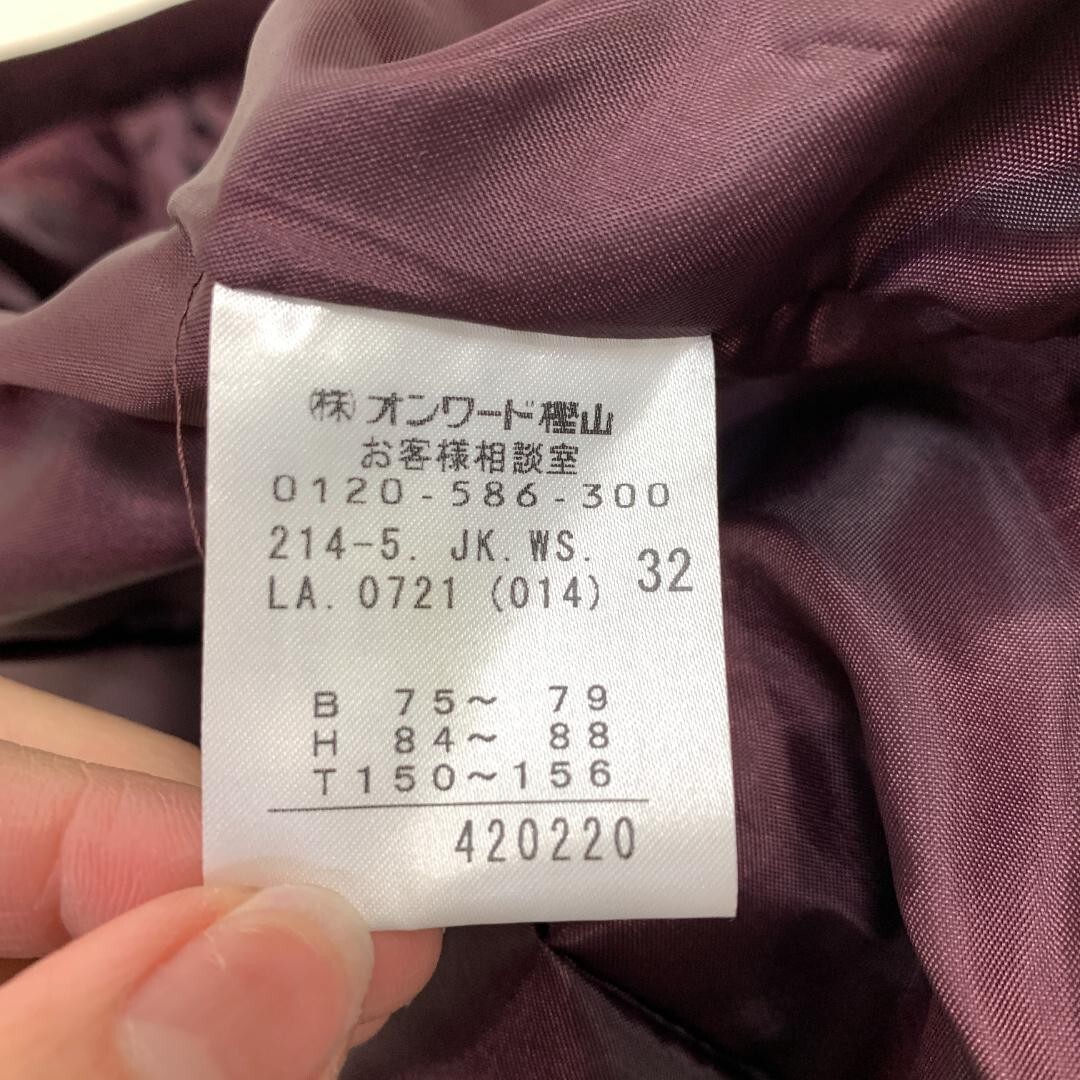 ㈱オンワード樫山
お客様相談室
0120-586-300
214-5. JK. WS.
LA. 0721 (014) 32
B 75～ 79
H 84～ 88
T150～156
420220